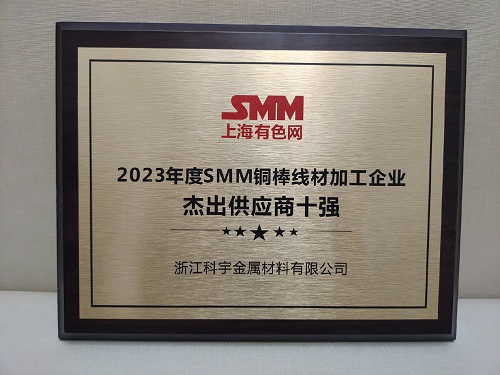 SMM
上海有色网
2023年度SMM铜棒线材加工企业
杰出供应商十强
浙江科宇金属材料有限公司